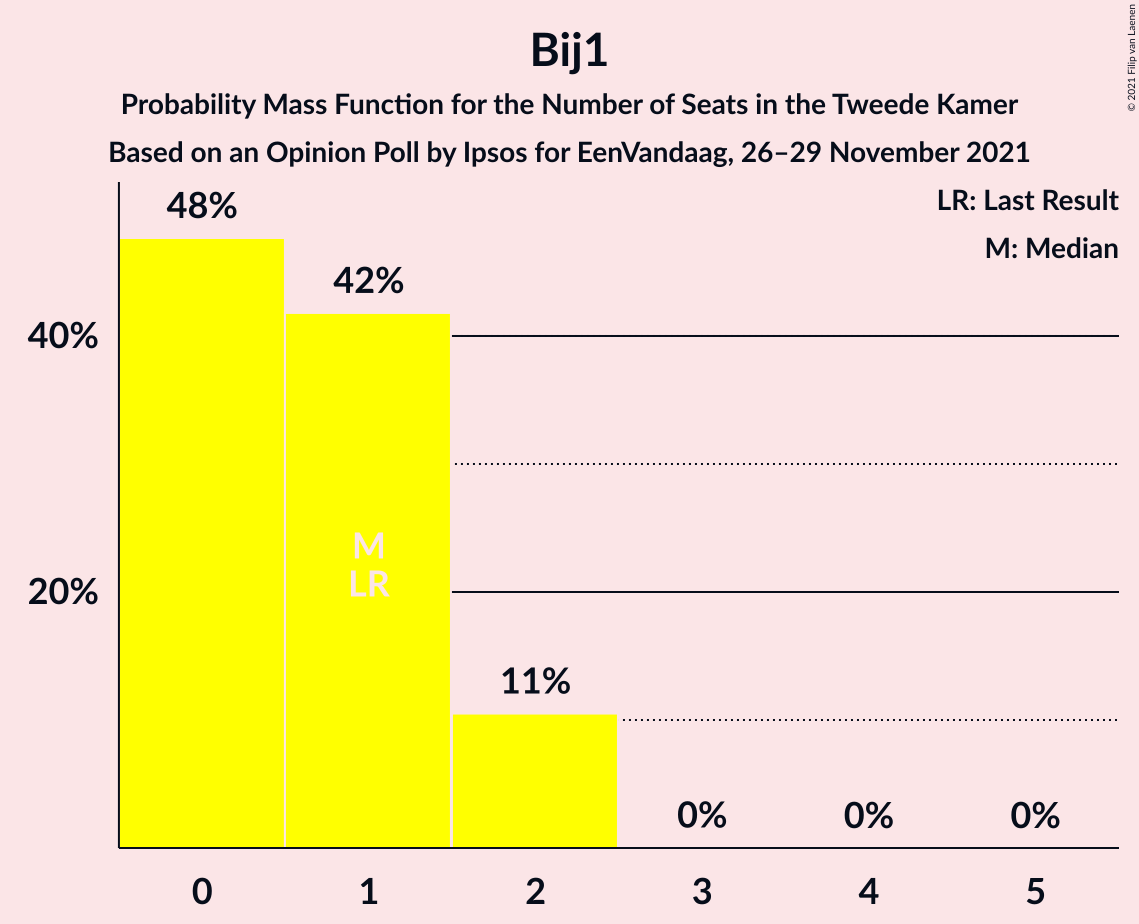 Bij1
Probability Mass Function for the Number of Seats in the Tweede Kamer
Based on an Opinion Poll by Ipsos for EenVandaag, 26–29 November 2021
© 2021 Filip van Laenen
LR: Last Result
M: Median
48%
42%
40%
M
LR
20%
11%
0% 0% 0%
0 1 2 3 4 5